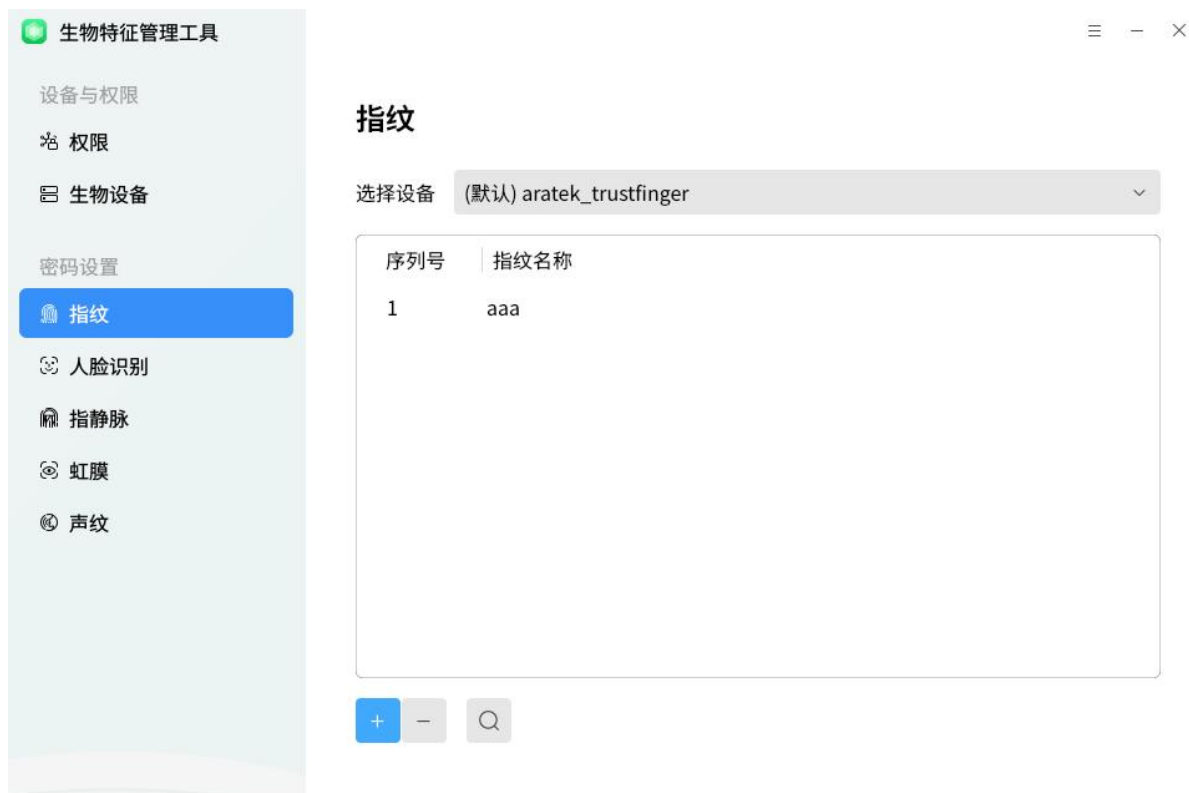 生物特征管理工具
设备与权限
权限
生物设备
密码设置
指纹
人脸识别
指静脉
虹膜
声纹
指纹
选择设备 (默认) aratek_trustfinger
序列号 指纹名称
1 aaa